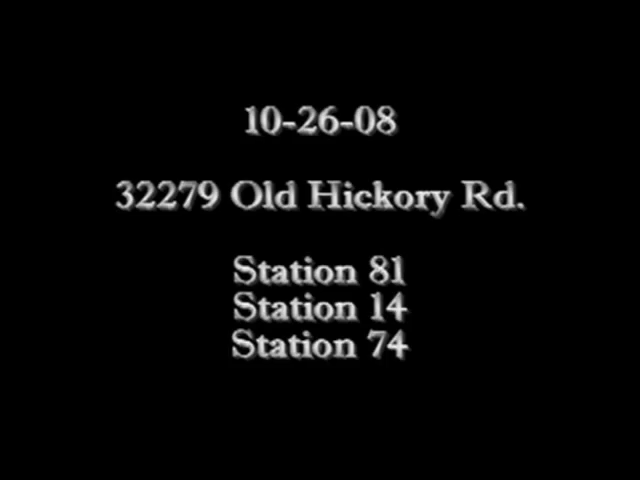 10-26-08
32279 Old Hickory Rd.
Station 81
Station 14
Station 74